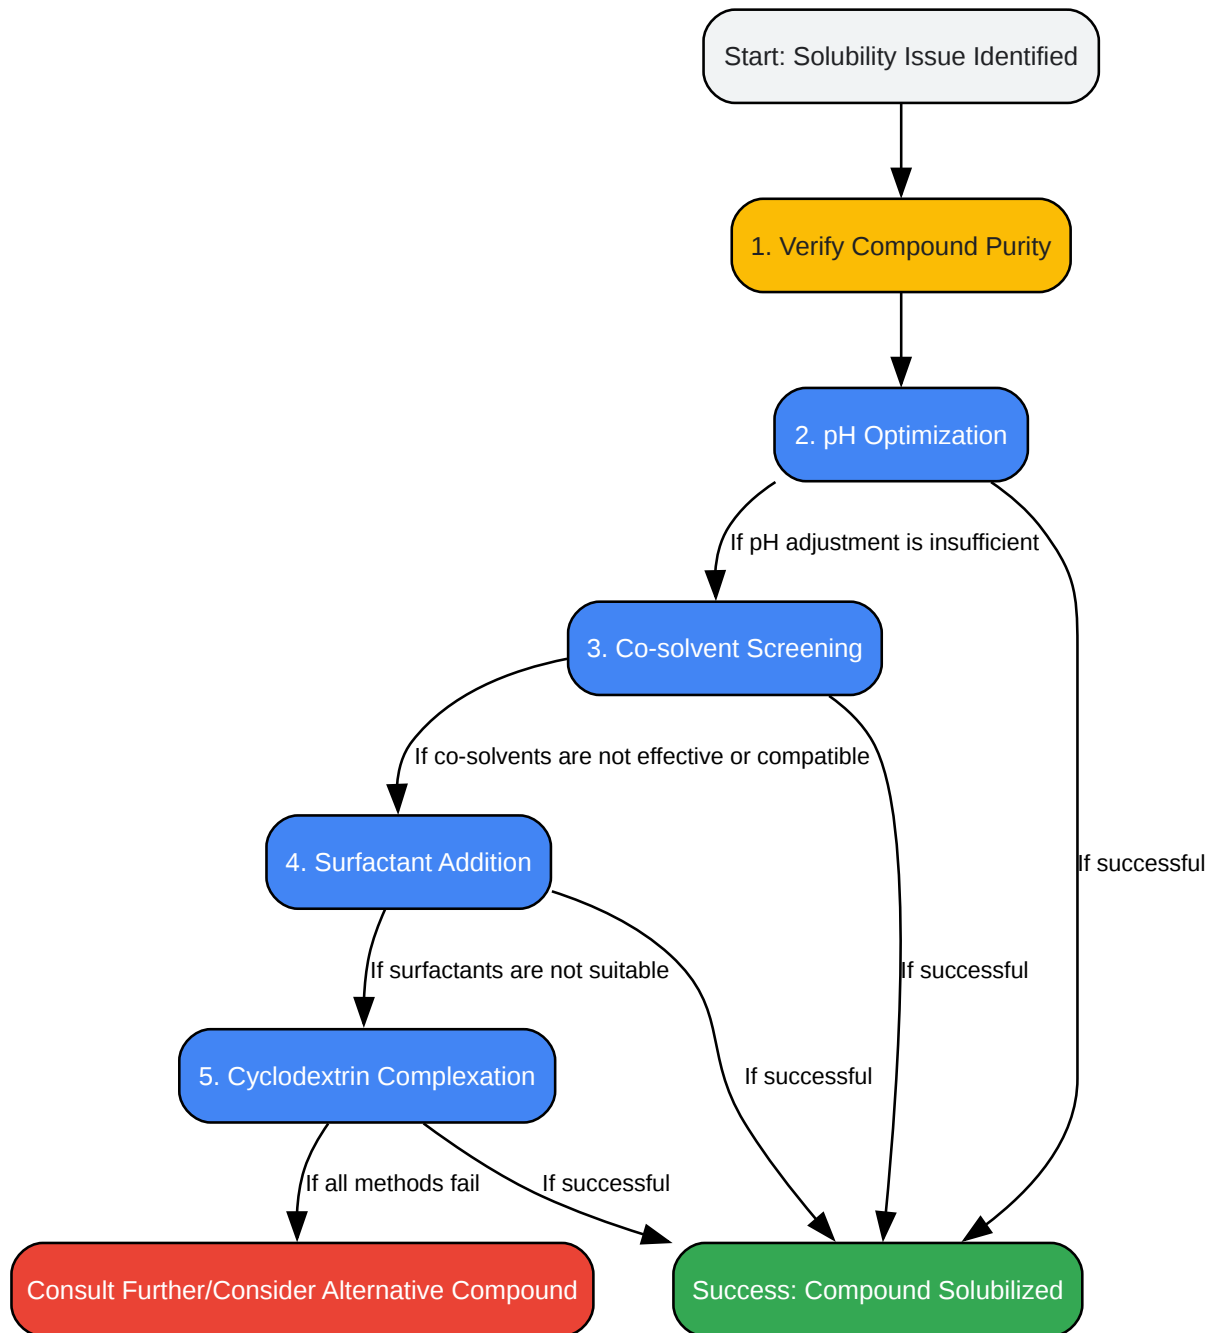 Start: Solubility Issue Identified
1. Verify Compound Purity
2. pH Optimization
If pH adjustment is insufficient
3. Co-solvent Screening
If co-solvents are not effective or compatible
4. Surfactant Addition
If successful
If surfactants are not suitable
If successful
5. Cyclodextrin Complexation
If successful
If all methods fail
If successful
Consult Further/Consider Alternative Compound
Success: Compound Solubilized